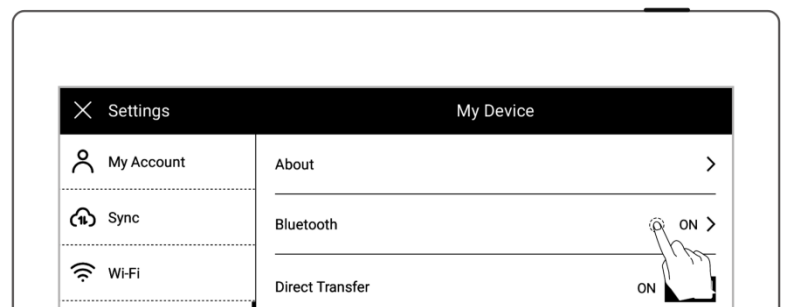 Settings
My Device
My Account
About
Sync
Bluetooth ON
Wi-Fi
Direct Transfer ON